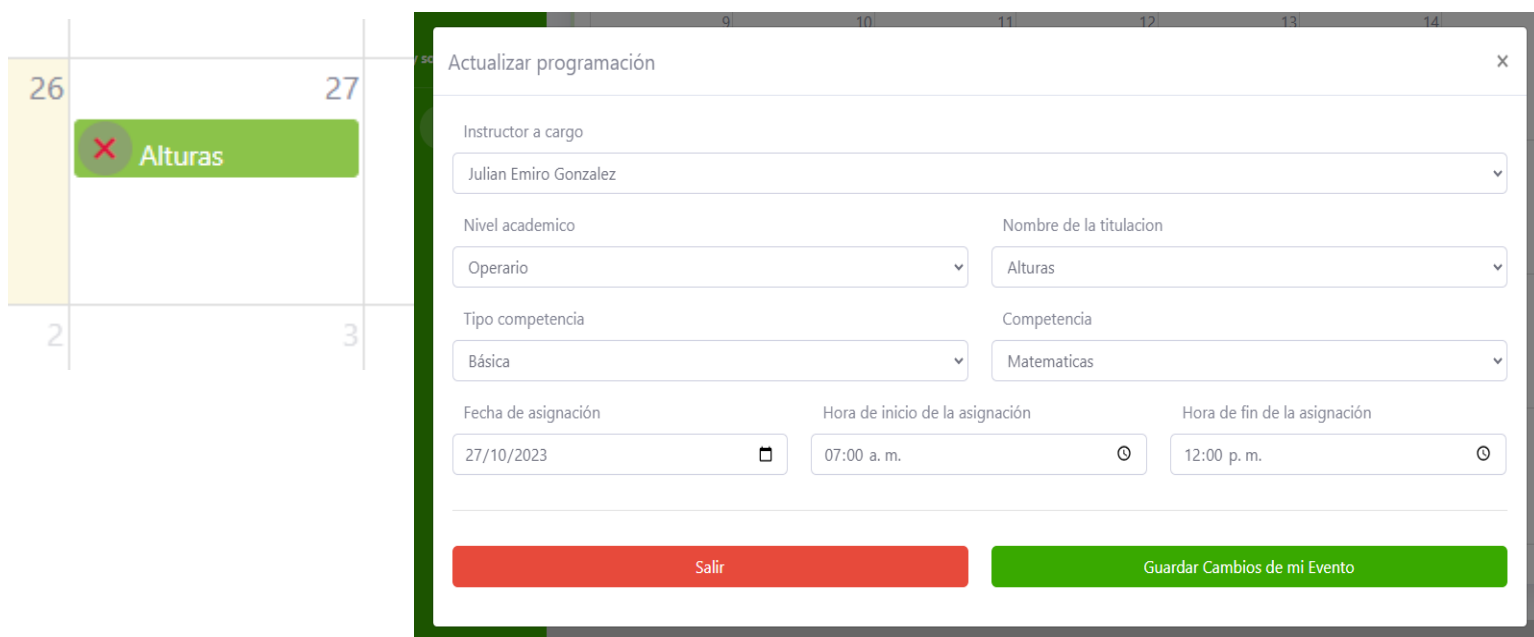 26
27
Alturas
2
3
9
10
11
12
13
14
y so
Actualizar programación
×
Instructor a cargo
Julian Emiro Gonzalez
Nivel academico
Nombre de la titulacion
Operario
Alturas
Tipo competencia
Competencia
Básica
Matematicas
Fecha de asignación
Hora de inicio de la asignación
Hora de fin de la asignación
27/10/2023
07:00 a. m.
12:00 p. m.
Salir
Guardar Cambios de mi Evento